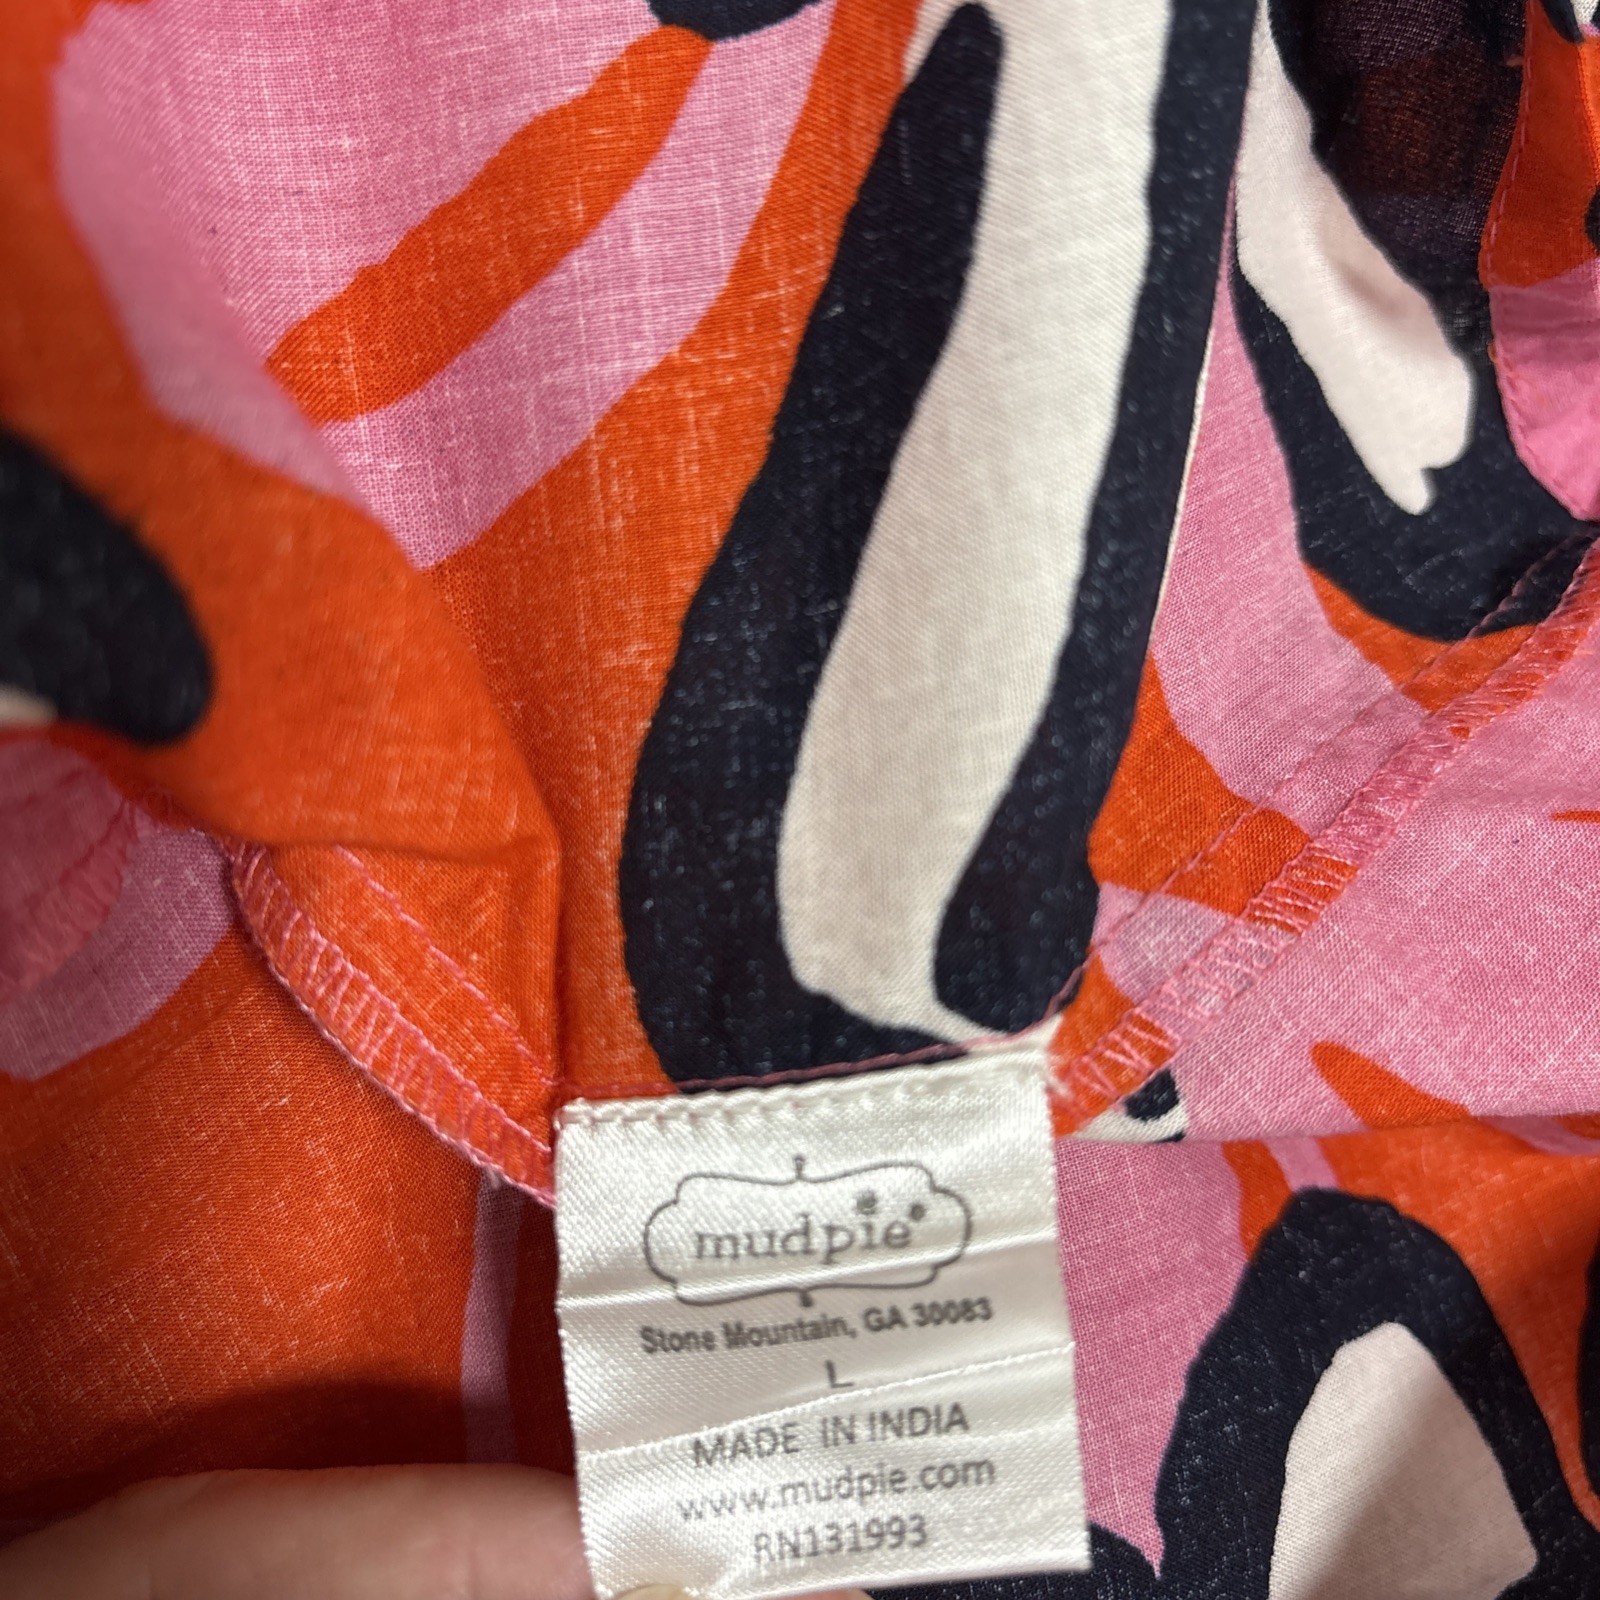 mudpie
Stone Mountain, GA 30083
L
MADE IN INDIA
www.mudpie.com
RN131993